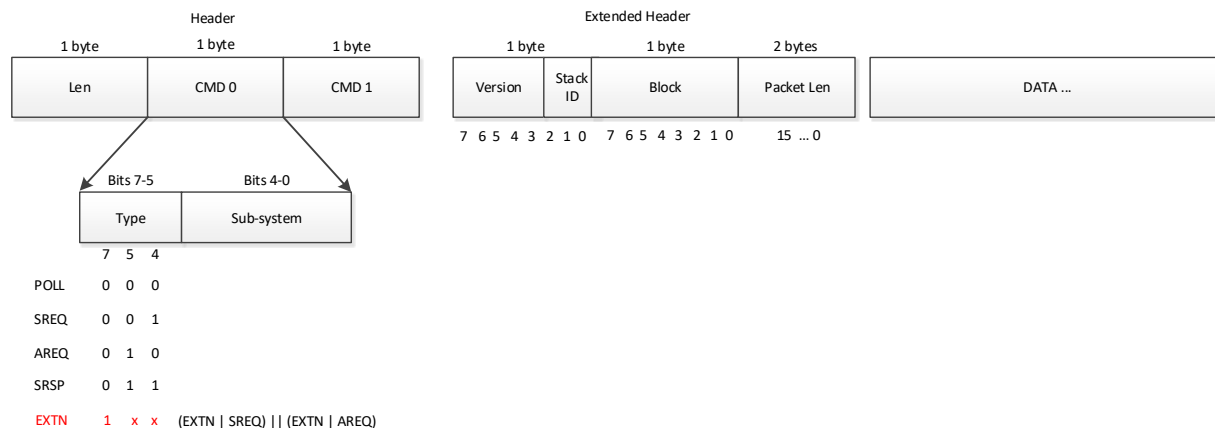 Header
Extended Header
1 byte 1 byte 1 byte 1 byte 1 byte 2 bytes
Len CMD 0 CMD 1 Version Stack ID Block Packet Len DATA ...
7 6 5 4 3 2 1 0 7 6 5 4 3 2 1 0 15 ... 0
Bits 7-5 Bits 4-0
Type Sub-system
7 5 4
POLL 0 0 0
SREQ 0 0 1
AREQ 0 1 0
SRSP 0 1 1
EXTN 1 x x (EXTN | SREQ) || (EXTN | AREQ)